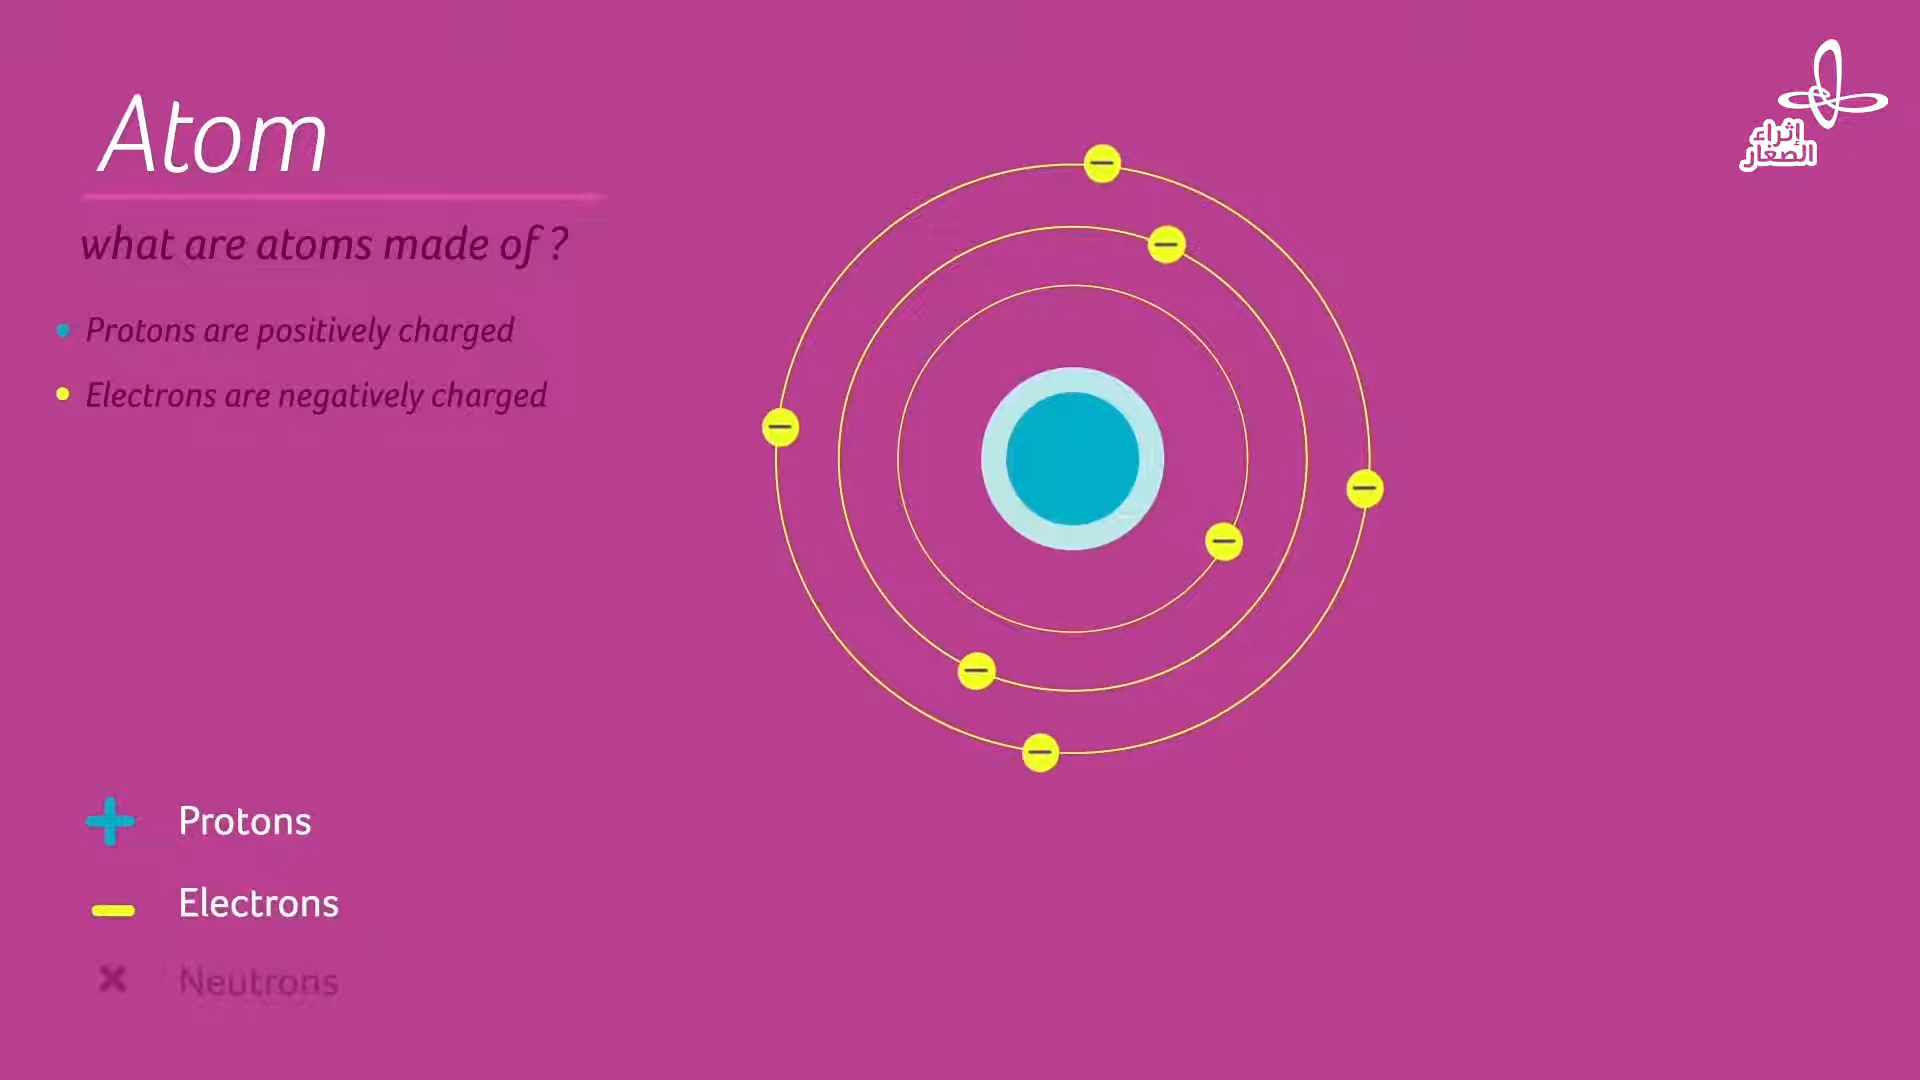 Atom
what are atoms made of ?
Protons are positively charged
Electrons are negatively charged
Protons
Electrons
Neutrons
إثراء
الصغار